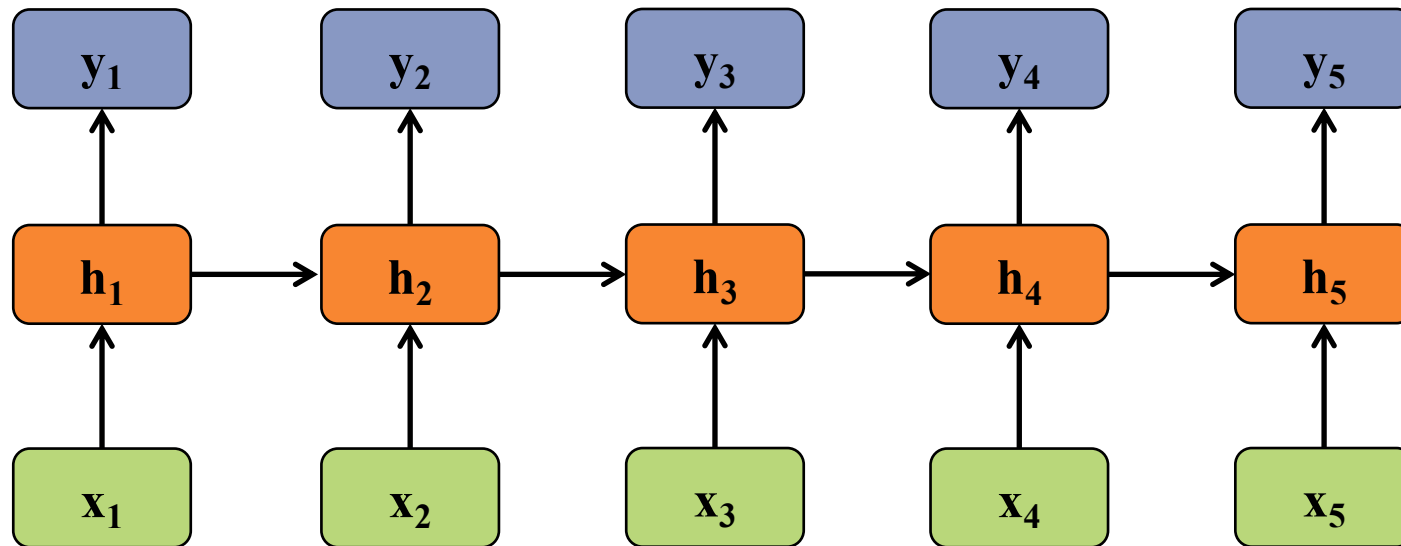 y₁ y₂ y₃ y₄ y₅
h₁ h₂ h₃ h₄ h₅
x₁ x₂ x₃ x₄ x₅